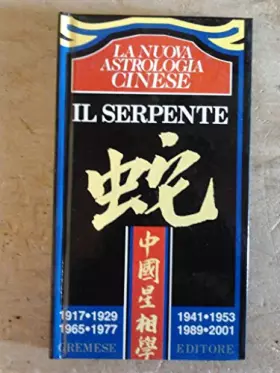 LA NUOVA
ASTROLOGIA
CINESE
IL SERPENTE
蛇
中國星相學
1917•1929 1941•1953
1965•1977 1989•2001
GREMESE EDITORE